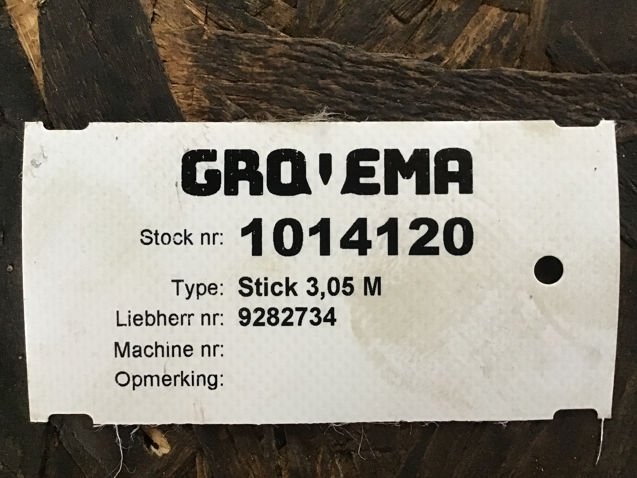 GROVEMA
Stock nr: 1014120
Type: Stick 3,05 M
Liebherr nr: 9282734
Machine nr:
Opmerking: